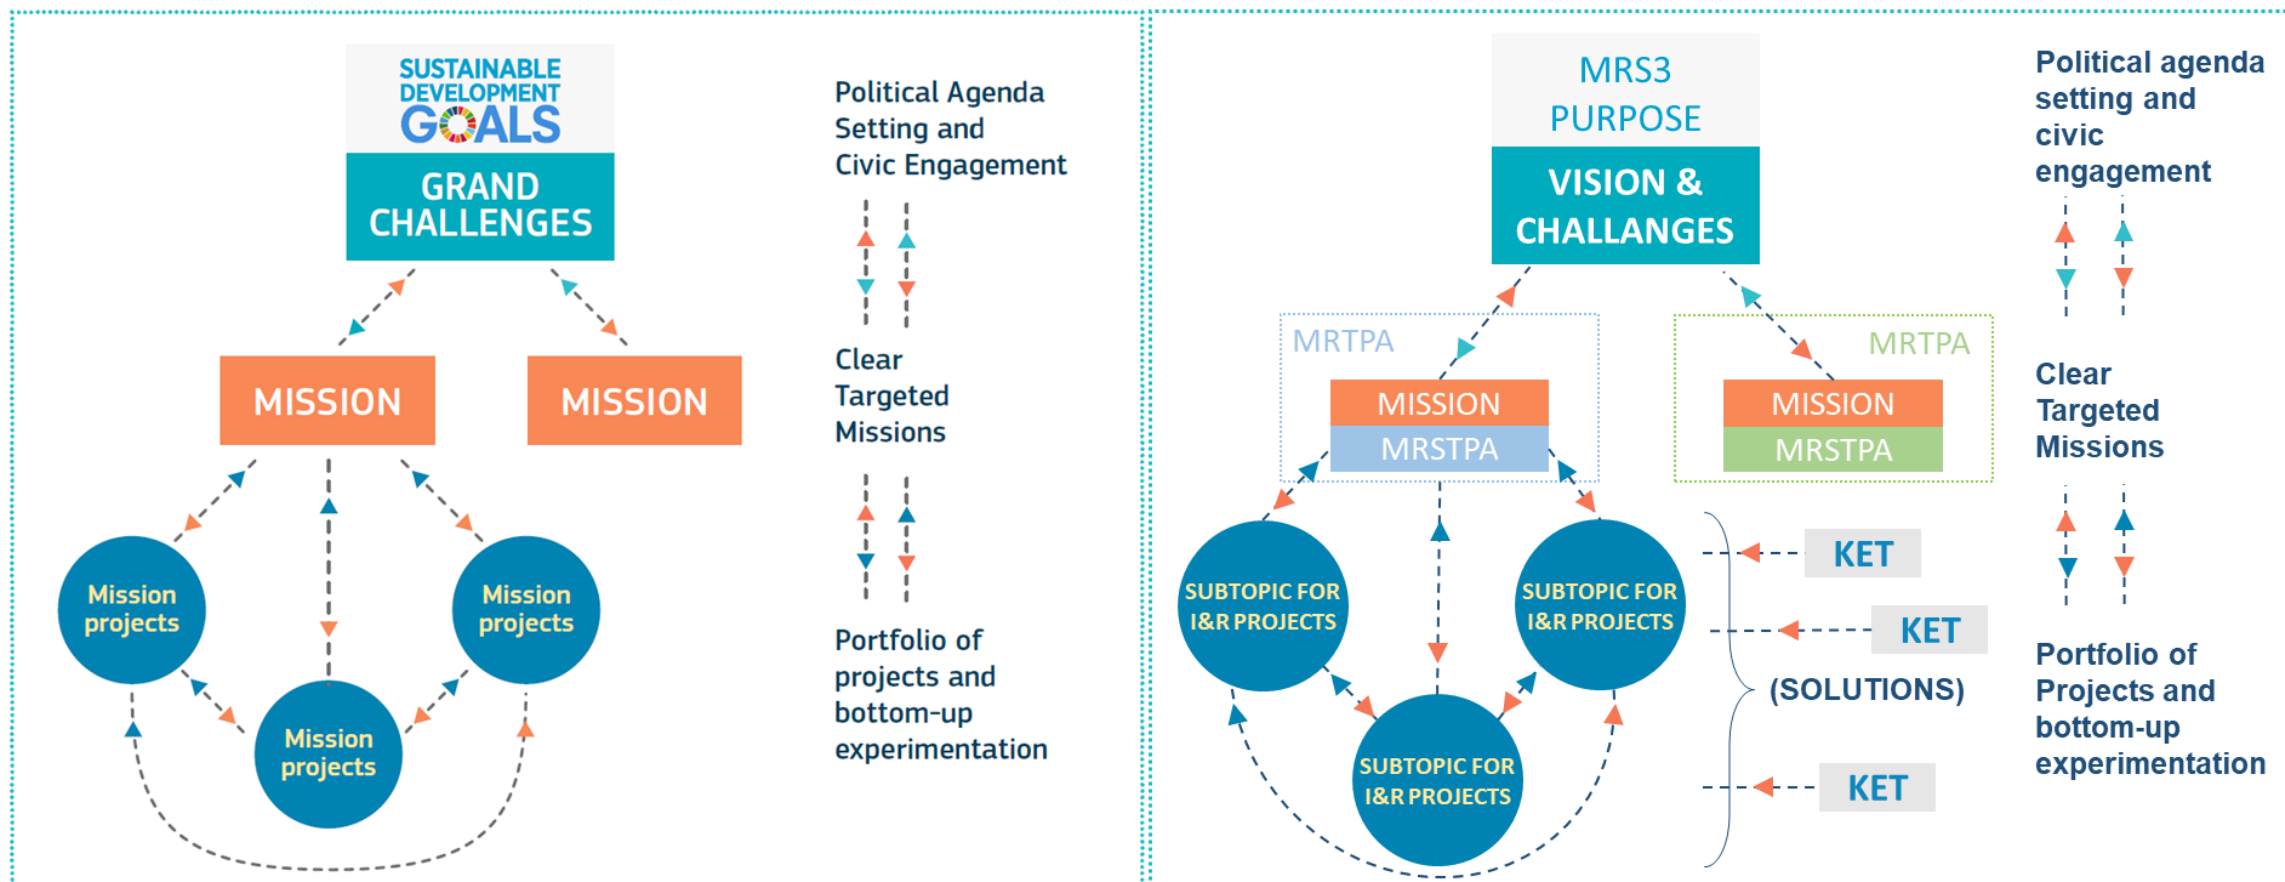 SUSTAINABLE
DEVELOPMENT
GOALS
GRAND
CHALLENGES
MISSION
MISSION
Mission
projects
Mission
projects
Mission
projects
Political Agenda
Setting and
Civic Engagement
Clear
Targeted
Missions
Portfolio of
projects and
bottom-up
experimentation
MRS3
PURPOSE
VISION &
CHALLANGES
MRTPA
MISSION
MRSTPA
MRTPA
MISSION
MRSTPA
SUBTOPIC FOR
I&R PROJECTS
SUBTOPIC FOR
I&R PROJECTS
SUBTOPIC FOR
I&R PROJECTS
KET
KET
(SOLUTIONS)
KET
Political agenda
setting and
civic
engagement
Clear
Targeted
Missions
Portfolio of
Projects and
bottom-up
experimentation